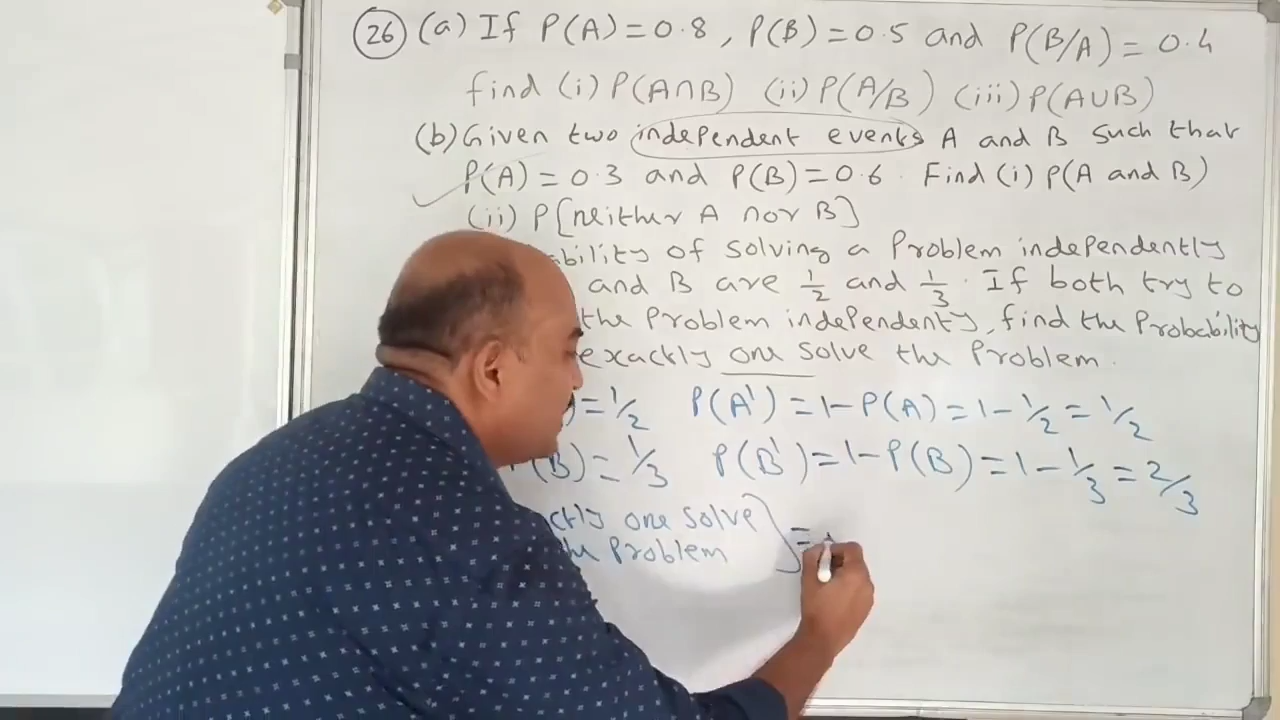 26 (a) If P(A)=0.8, P(B)=0.5 and P(B/A)=0.4
find (i) P(A∩B) (ii) P(A/B) (iii) P(A∪B)
(b) Given two independent events A and B such that
P(A)=0.3 and P(B)=0.6. Find (i) P(A and B)
(ii) P[neither A nor B]
bility of solving a Problem independently
and B are 1/2 and 1/3. If both try to
the Problem independenty, find the Probability
exactly one solve the Problem.
)=1/2 P(A')=1-P(A)=1-1/2=1/2
(B)=1/3 P(B')=1-P(B)=1-1/3=2/3
ctly one solve } =
the Problem